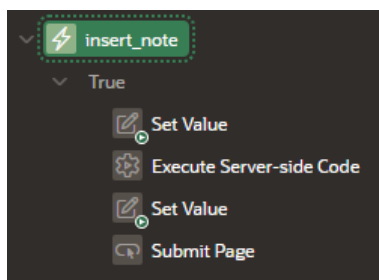 insert_note
True
Set Value
Execute Server-side Code
Set Value
Submit Page